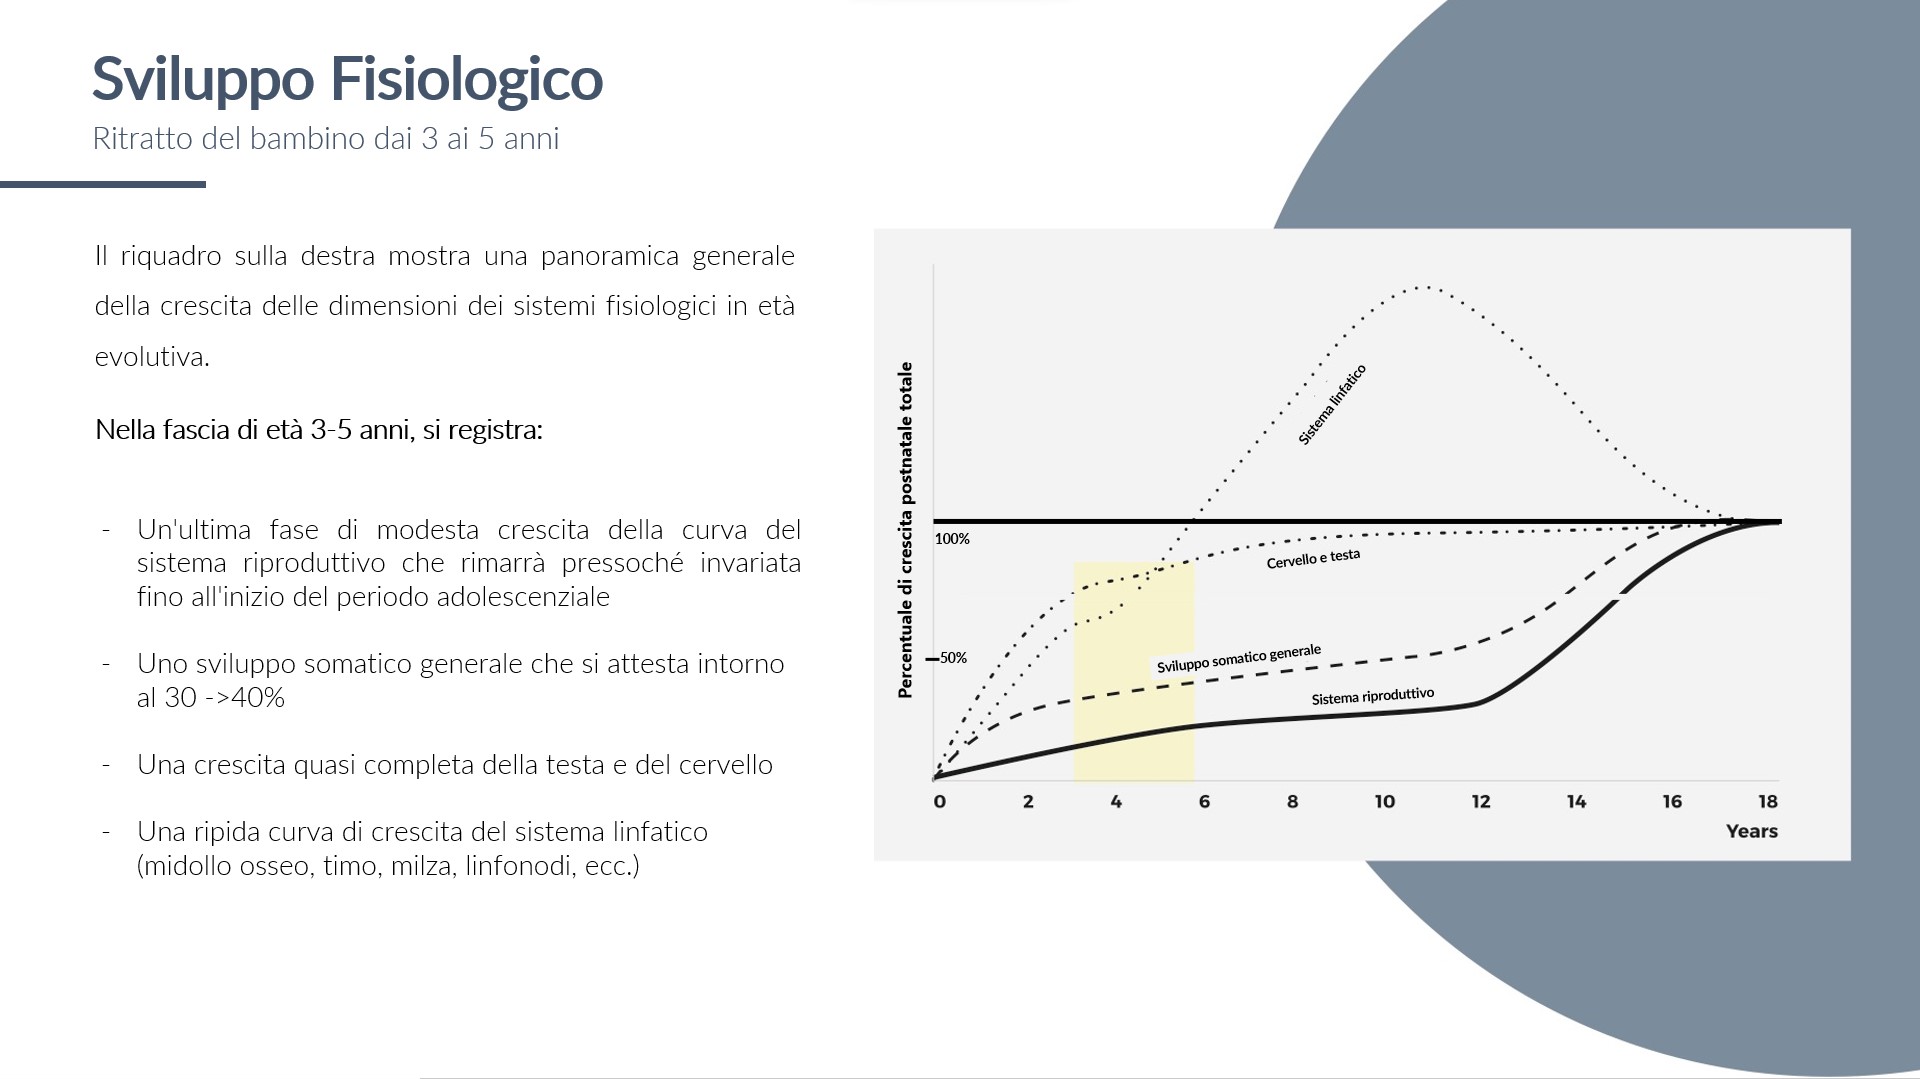 Sviluppo Fisiologico
Ritratto del bambino dai 3 ai 5 anni
Il riquadro sulla destra mostra una panoramica generale
della crescita delle dimensioni dei sistemi fisiologici in età
evolutiva.
Nella fascia di età 3-5 anni, si registra:
- Un'ultima fase di modesta crescita della curva del
sistema riproduttivo che rimarrà pressoché invariata
fino all'inizio del periodo adolescenziale
- Uno sviluppo somatico generale che si attesta intorno
al 30 ->40%
- Una crescita quasi completa della testa e del cervello
- Una ripida curva di crescita del sistema linfatico
(midollo osseo, timo, milza, linfonodi, ecc.)
Percentuale di crescita postnatale totale
Sistema linfatico
100%
Cervello e testa
50%
Sviluppo somatico generale
Sistema riproduttivo
0 2 4 6 8 10 12 14 16 18
Years